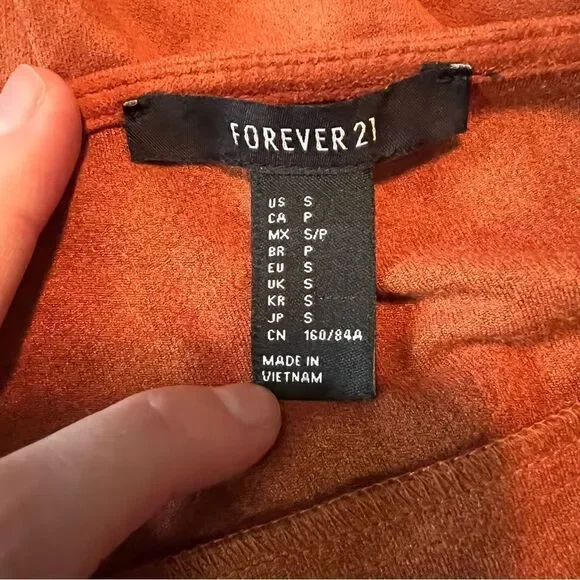 FOREVER 21
US S
CA P
MX S/P
BR P
EU S
UK S
KR S
JP S
CN 160/84A
MADE IN
VIETNAM